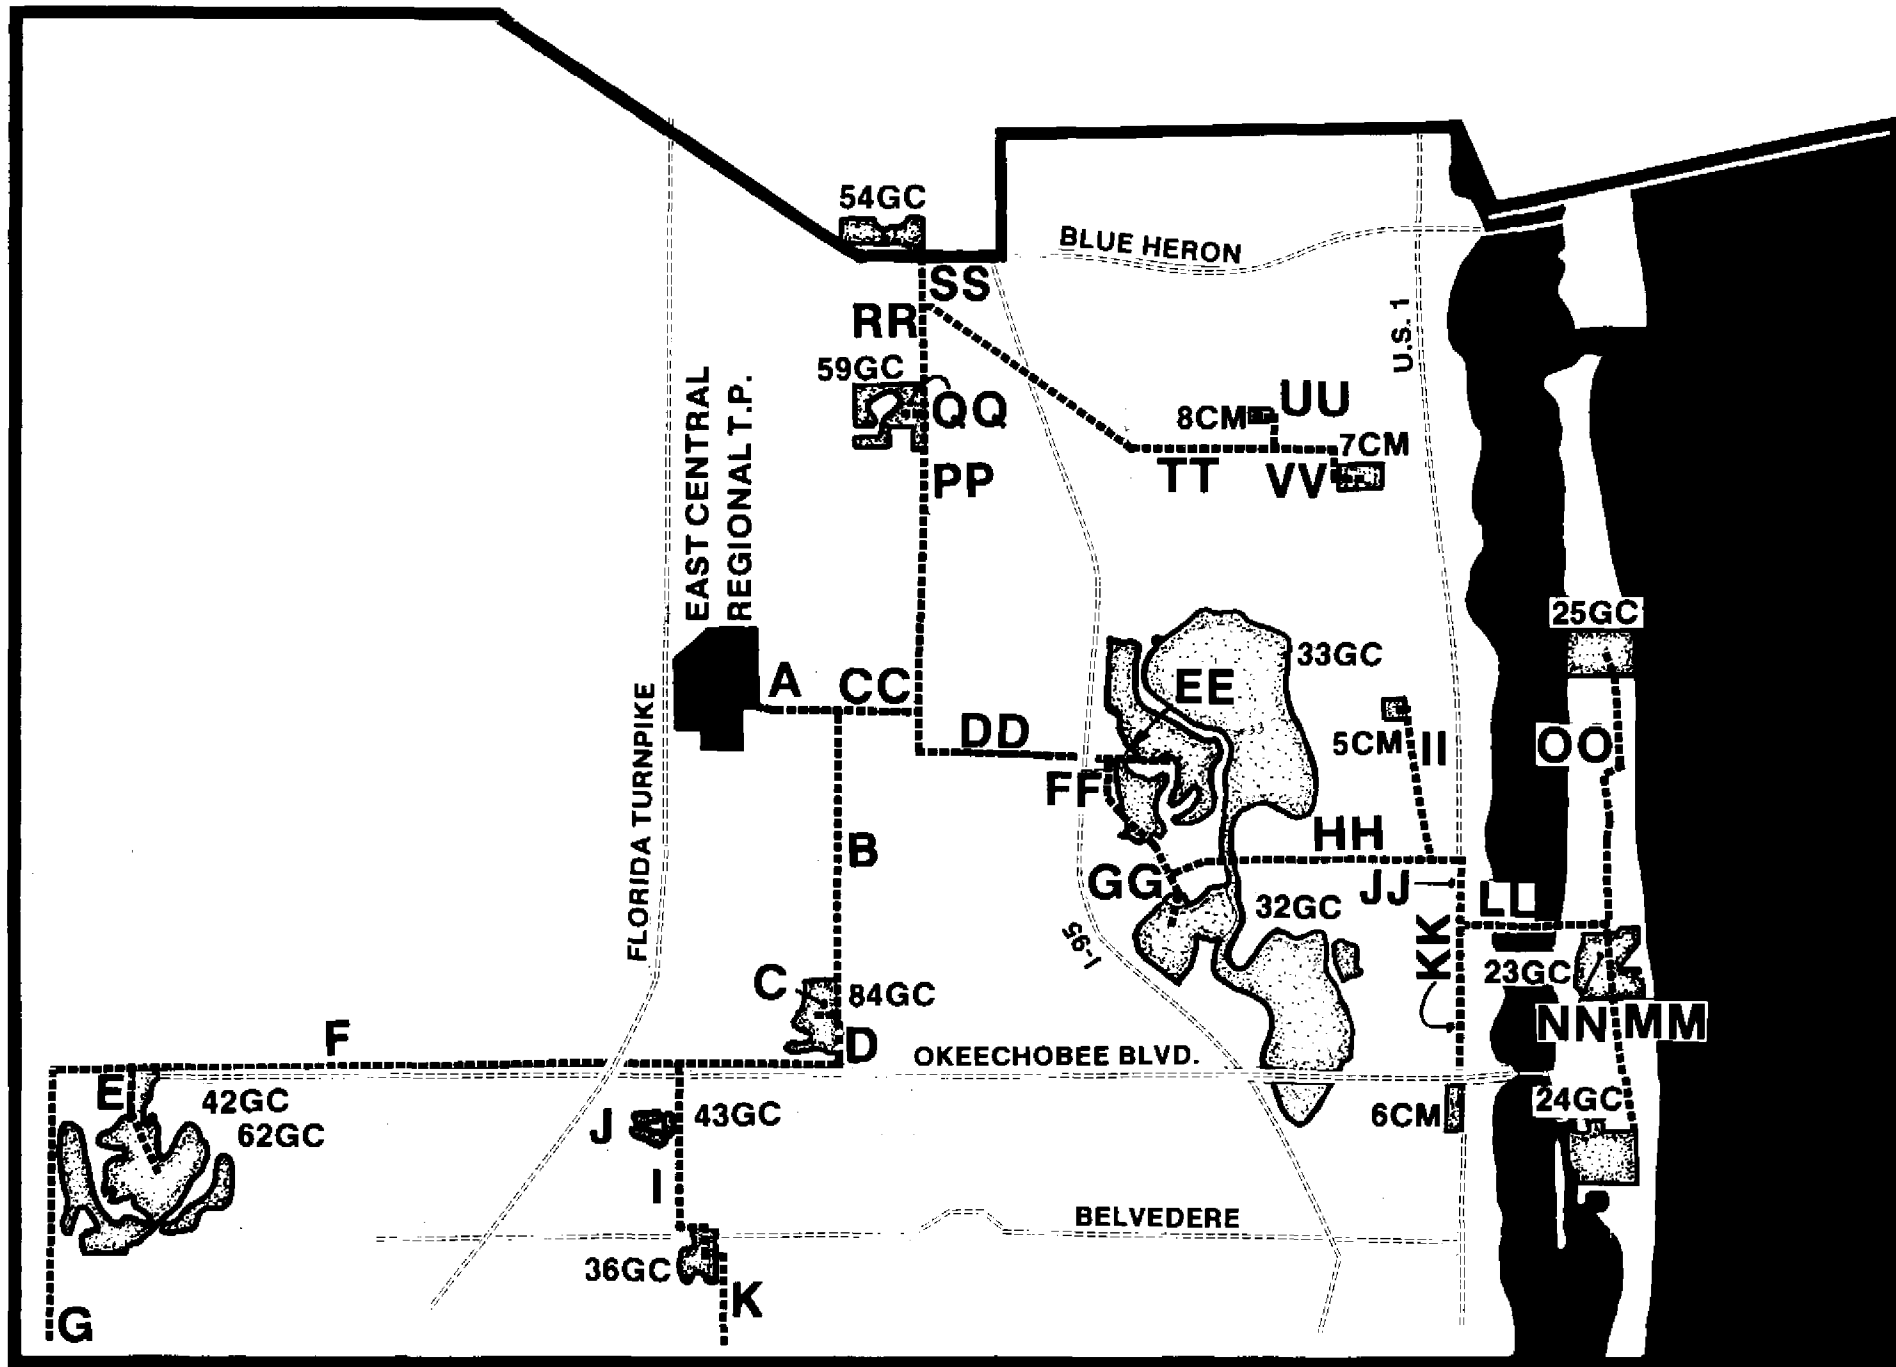 54GC
BLUE HERON
SS
RR
U.S. 1
59GC
EAST CENTRAL
REGIONAL T.P.
QQ
UU
8CM
7CM
PP
TT
VV
25GC
33GC
A
CC
EE
DD
5CM
II
OO
FLORIDA TURNPIKE
FF
HH
B
GG
JJ
LL
32GC
I-95
KK
C
84GC
23GC
F
D
OKEECHOBEE BLVD.
NN
MM
E
42GC
62GC
J
43GC
6CM
24GC
I
BELVEDERE
36GC
G
K